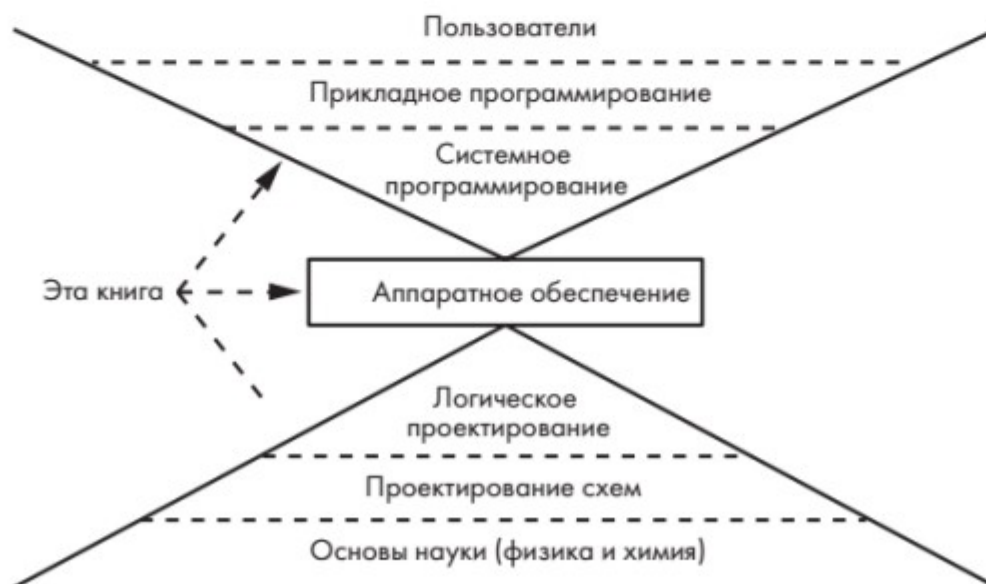 Пользователи
Прикладное программирование
Системное
программирование
Эта книга
Аппаратное обеспечение
Логическое
проектирование
Проектирование схем
Основы науки (физика и химия)